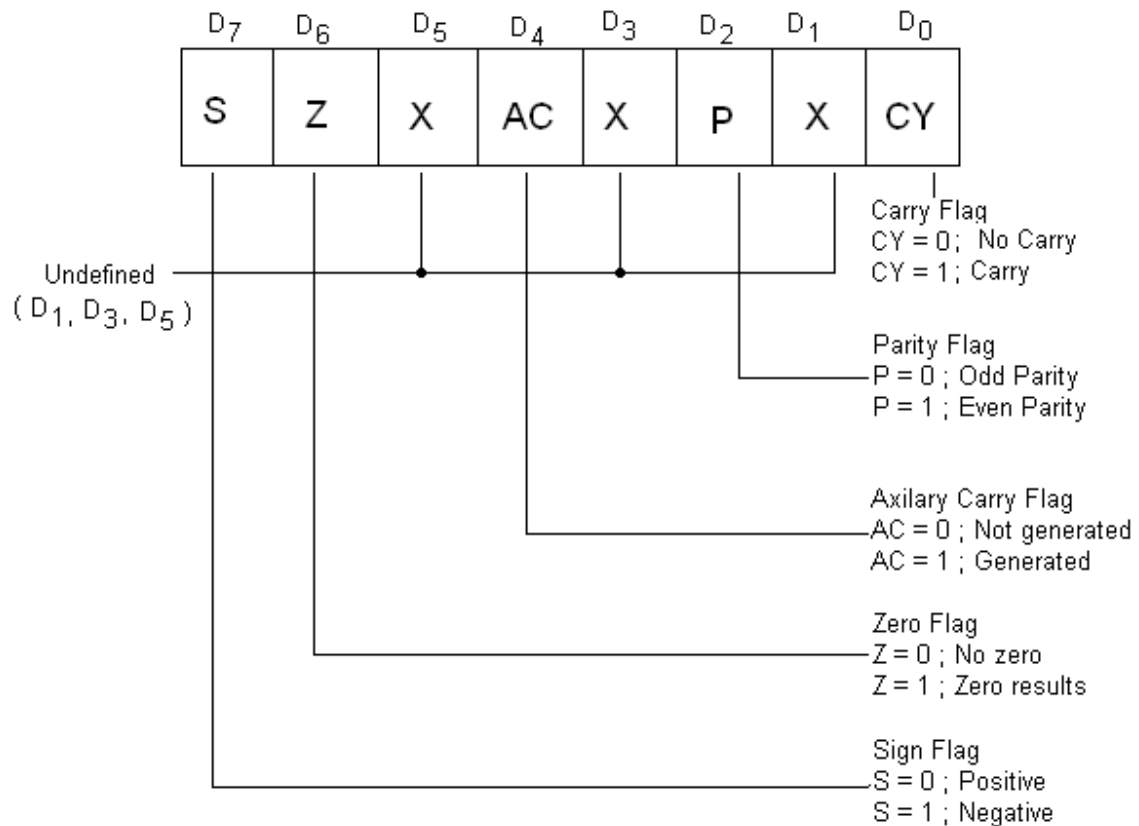 D7 D6 D5 D4 D3 D2 D1 D0
S Z X AC X P X CY
Carry Flag
CY = 0; No Carry
CY = 1; Carry
Undefined
( D1, D3, D5 )
Parity Flag
P = 0 ; Odd Parity
P = 1 ; Even Parity
Axilary Carry Flag
AC = 0 ; Not generated
AC = 1 ; Generated
Zero Flag
Z = 0 ; No zero
Z = 1 ; Zero results
Sign Flag
S = 0 ; Positive
S = 1 ; Negative